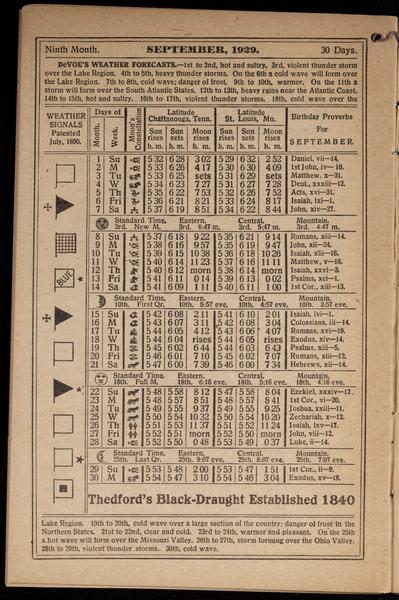 Ninth Month. SEPTEMBER, 1929. 30 Days.
DeVOE'S WEATHER FORECASTS.—1st to 2nd, hot and sultry, 3rd, violent thunder storm
over the Lake Region. 4th to 5th, heavy thunder storms. On the 6th a cold wave will form over
the Lake Region. 7th to 8th, cold wave; danger of frost. 9th to 10th, warmer. On the 11th a
storm will form over the South Atlantic States. 12th to 13th, heavy rains near the Atlantic Coast.
14th to 15th, hot and sultry. 16th to 17th, violent thunder storms. 18th, cold wave over the
WEATHER SIGNALS Patented July, 1890.
Days of
Month. Week.
Moon's Constellation
Latitude Chattanooga, Tenn.
Latitude St. Louis, Mo.
Birthday Proverbs For SEPTEMBER
Sun rises Sun sets Moon rises Sun rises Sun sets Moon rises
h. m. h. m. h. m. h. m. h. m. h. m.
1 Su 5 32 6 28 3 02 5 29 6 32 2 52 Daniel, vii—14.
2 M 5 33 6 26 4 17 5 30 6 30 4 09 1st John, iv—10.
3 Tu 5 33 6 25 sets 5 31 6 29 sets Matthew. x—31.
4 W 5 34 6 23 7 27 5 31 6 27 7 28 Deut., xxxiii—12.
5 Th 5 35 6 22 7 53 5 32 6 26 7 52 Acts, xvi—31.
6 Fri 5 36 6 21 8 21 5 33 6 24 8 17 Isaiah, lxi—1.
7 Sat 5 37 6 19 8 51 5 34 6 22 8 44 John, xiv—27.
Standard Time. Eastern. Central. Mountain.
3rd. New M. 3rd. 6:47 m. 3rd. 5:47 m. 3rd. 4:47 m.
8 Su 5 37 6 18 9 22 5 35 6 21 9 14 Romans, xiii—14.
9 M 5 38 6 16 9 57 5 35 6 19 9 47 John, xii—24.
10 Tu 5 39 6 15 10 38 5 36 6 18 10 26 Isaiah, xliii—16.
11 W 5 40 6 14 11 23 5 37 6 16 11 11 Matthew, v—16.
12 Th 5 40 6 12 morn 5 38 6 14 morn Isaiah, xxvi—3.
13 Fri 5 41 6 11 0 14 5 39 6 13 0 02 Psalms, xci—1.
14 Sat 5 41 6 09 1 11 5 40 6 11 1 00 1st Cor., xiii—13.
BLUE
Standard Time. Eastern. Central. Mountain.
10th. First Qr. 10th. 5:57 eve. 10th. 4:57 eve. 10th. 3:57 eve.
15 Su 5 42 6 08 2 11 5 41 6 10 2 01 Isaiah, lvi—1.
16 M 5 43 6 07 3 11 5 42 6 08 3 04 Colossians, iii—14.
17 Tu 5 44 6 05 4 12 5 43 6 06 4 07 Romans, xvi—19.
18 W 5 44 6 04 rises 5 44 6 05 rises Exodus, xiv—14.
19 Th 5 45 6 02 6 44 5 44 6 03 6 43 Psalms, xiii—5.
20 Fri 5 46 6 01 7 10 5 45 6 02 7 07 Romans, xiii—12.
21 Sat 5 47 6 00 7 39 5 46 6 00 7 34 Hebrews, xii—14.
Standard Time. Eastern. Central. Mountain.
18th. Full M. 18th. 6:16 eve. 18th. 5:16 eve. 18th. 4:16 eve.
22 Su 5 48 5 58 8 12 5 47 5 58 8 04 Ezekiel, xxxiv—12.
23 M 5 48 5 57 8 51 5 48 5 57 8 41 1st Cor., vi—20.
24 Tu 5 49 5 55 9 37 5 49 5 55 9 25 Joshua, xxiii—11.
25 W 5 50 5 54 10 32 5 50 5 54 10 20 Zechariah, x—12.
26 Th 5 51 5 53 11 37 5 51 5 52 11 24 Isaiah, lxv—17.
27 Fri 5 52 5 51 morn 5 52 5 50 morn John, viii—12.
28 Sat 5 52 5 50 0 48 5 53 5 49 0 37 Luke, ii—14.
Standard Time. Eastern. Central. Mountain.
25th. Last Qr. 25th. 9:07 eve. 25th. 8:07 eve. 25th. 7:07 eve.
29 Su 5 53 5 48 2 00 5 53 5 47 1 51 1st Cor., ii—9.
30 M 5 54 5 47 3 10 5 54 5 46 3 04 Exodus, xv—18.
Thedford's Black-Draught Established 1840
Lake Region. 19th to 20th, cold wave over a large section of the country; danger of frost in the
Northern States. 21st to 22nd, clear and cold. 23rd to 24th, warmer and pleasant. On the 25th
a hot wave will form over the Missouri Valley. 26th to 27th, storm forming over the Ohio Valley.
28th to 29th, violent thunder storms. 30th, cold wave.